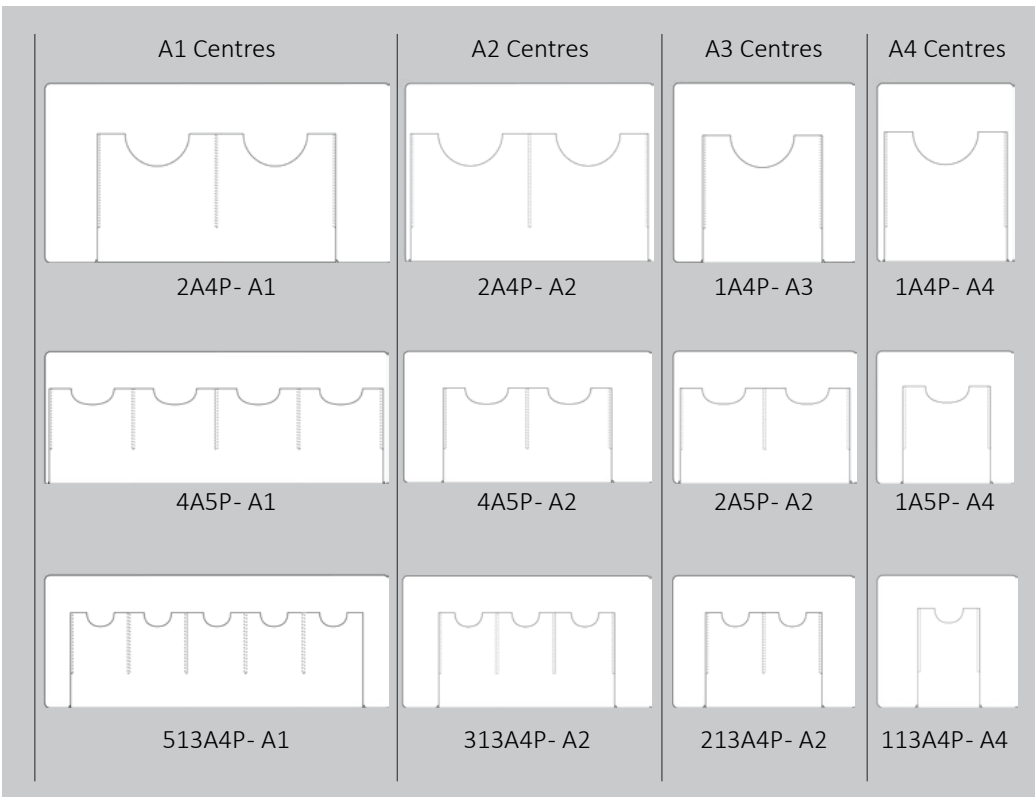 A1 Centres
A2 Centres
A3 Centres
A4 Centres
2A4P- A1
2A4P- A2
1A4P- A3
1A4P- A4
4A5P- A1
4A5P- A2
2A5P- A2
1A5P- A4
513A4P- A1
313A4P- A2
213A4P- A2
113A4P- A4